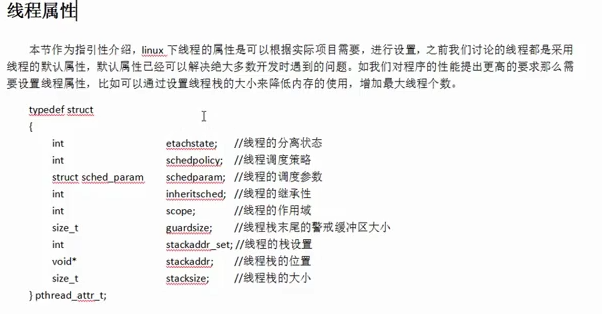 线程属性
本节作为指引性介绍，linux 下线程的属性是可以根据实际项目需要，进行设置，之前我们讨论的线程都是采用
线程的默认属性，默认属性已经可以解决绝大多数开发时遇到的问题。如我们对程序的性能提出更高的要求那么需
要设置线程属性，比如可以通过设置线程栈的大小来降低内存的使用，增加最大线程个数。
typedef struct
{
int etachstate; //线程的分离状态
int schedpolicy; //线程调度策略
struct sched_param schedparam; //线程的调度参数
int inheritsched; //线程的继承性
int scope; //线程的作用域
size_t guardsize; //线程栈末尾的警戒缓冲区大小
int stackaddr_set; //线程的栈设置
void* stackaddr; //线程栈的位置
size_t stacksize; //线程栈的大小
} pthread_attr_t;